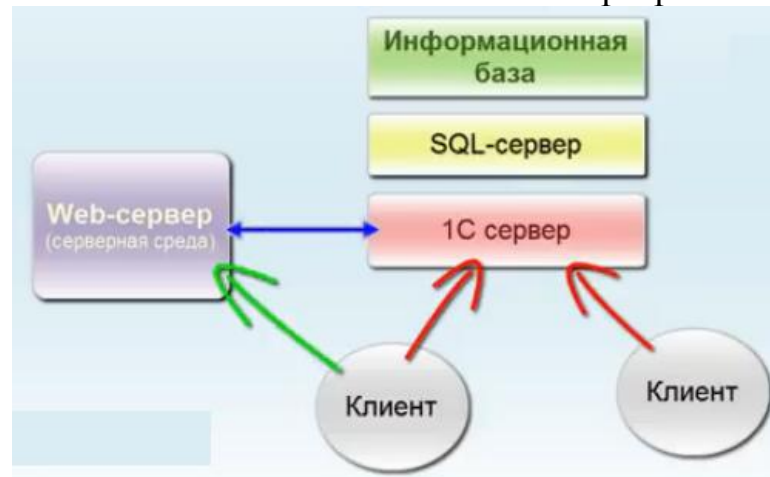 Информационная
база
SQL-сервер
Web-сервер
(серверная среда)
1С сервер
Клиент
Клиент